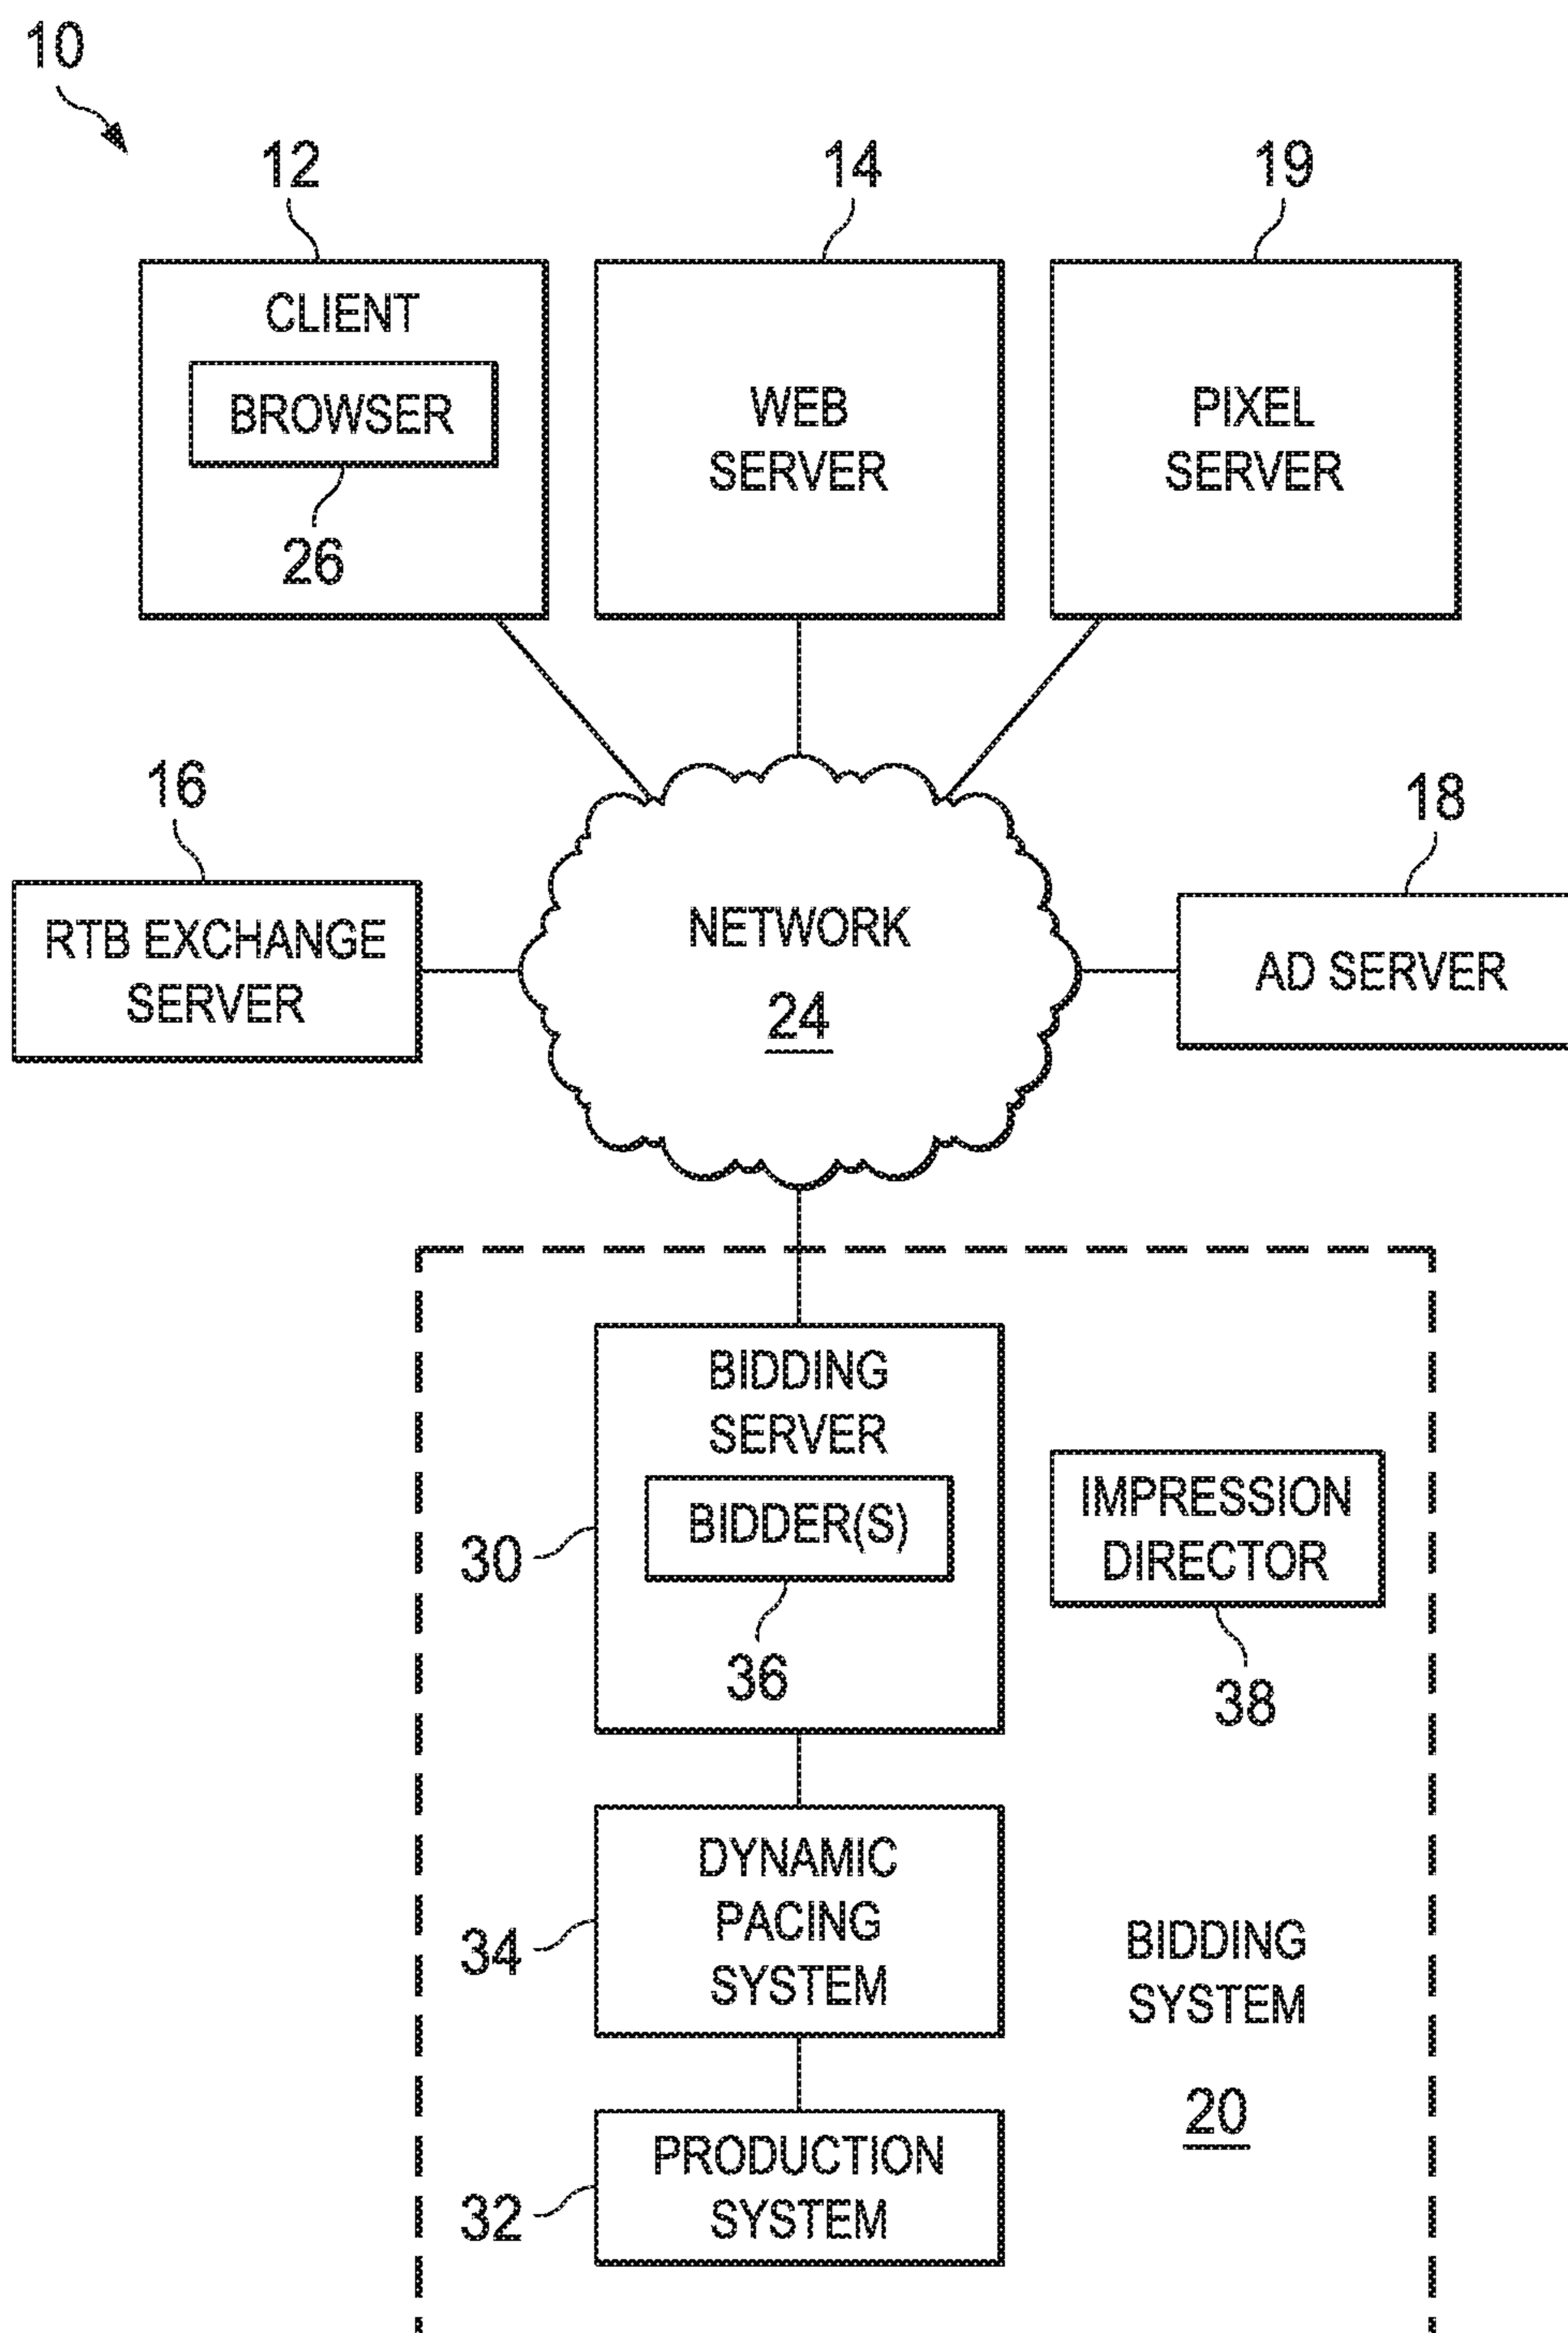 10
12
14
19
CLIENT
BROWSER
26
WEB
SERVER
PIXEL
SERVER
16
18
RTB EXCHANGE
SERVER
NETWORK
24
AD SERVER
BIDDING
SERVER
BIDDER(S)
30
36
IMPRESSION
DIRECTOR
38
DYNAMIC
PACING
SYSTEM
34
BIDDING
SYSTEM
20
PRODUCTION
SYSTEM
32